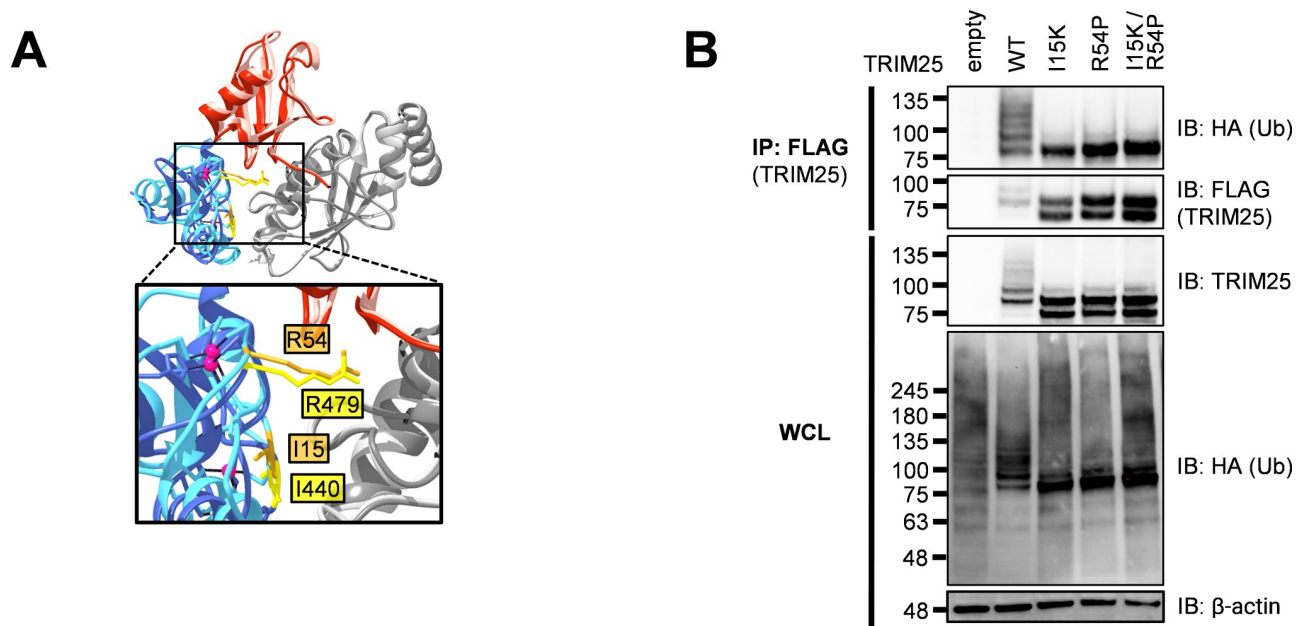 A
R54
R479
I15
I440
B
TRIM25
empty
WT
I15K
R54P
I15K /
R54P
IP: FLAG
(TRIM25)
135
100
75
IB: HA (Ub)
100
75
IB: FLAG
(TRIM25)
WCL
135
100
75
IB: TRIM25
245
180
135
100
75
63
48
IB: HA (Ub)
48
IB: β-actin